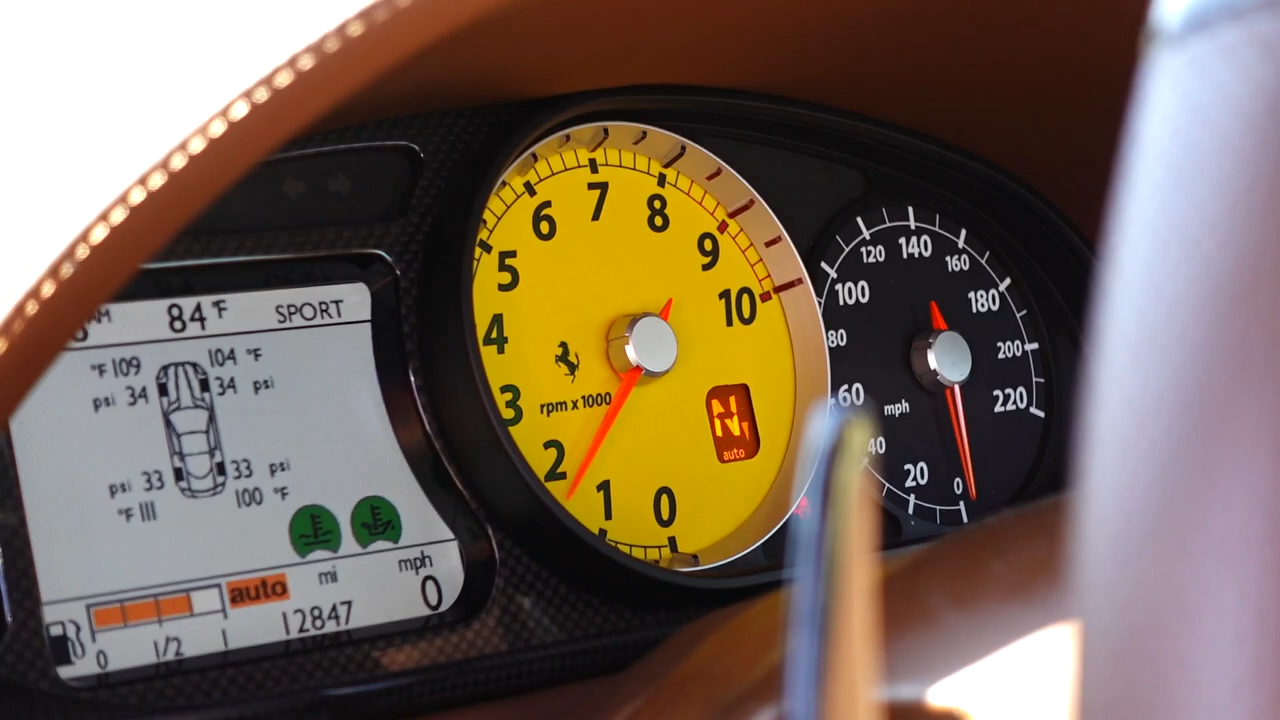 AM 84 °F SPORT
°F 109 104 °F
psi 34 34 psi
psi 33 33 psi
°F 111 100 °F
auto mi mph
12847 0
0 1/2 1
0 1 2 3 4 5 6 7 8 9 10
rpm x 1000
N
auto
0 20 40 60 80 100 120 140 160 180 200 220
mph